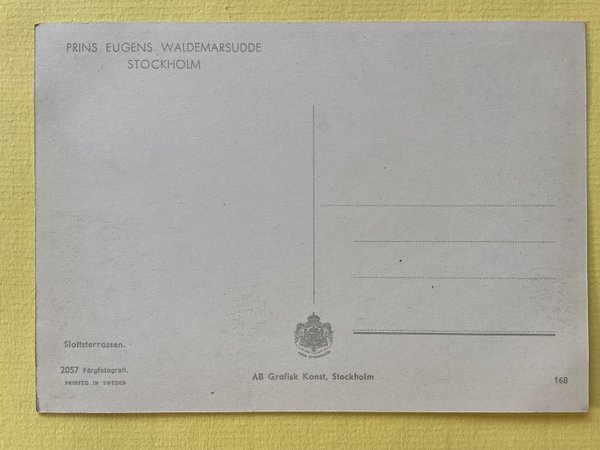 PRINS EUGENS WALDEMARSUDDE
STOCKHOLM
Slottsterrassen.
2057 Färgfotografi.
PRINTED IN SWEDEN
AB Grafisk Konst, Stockholm
168